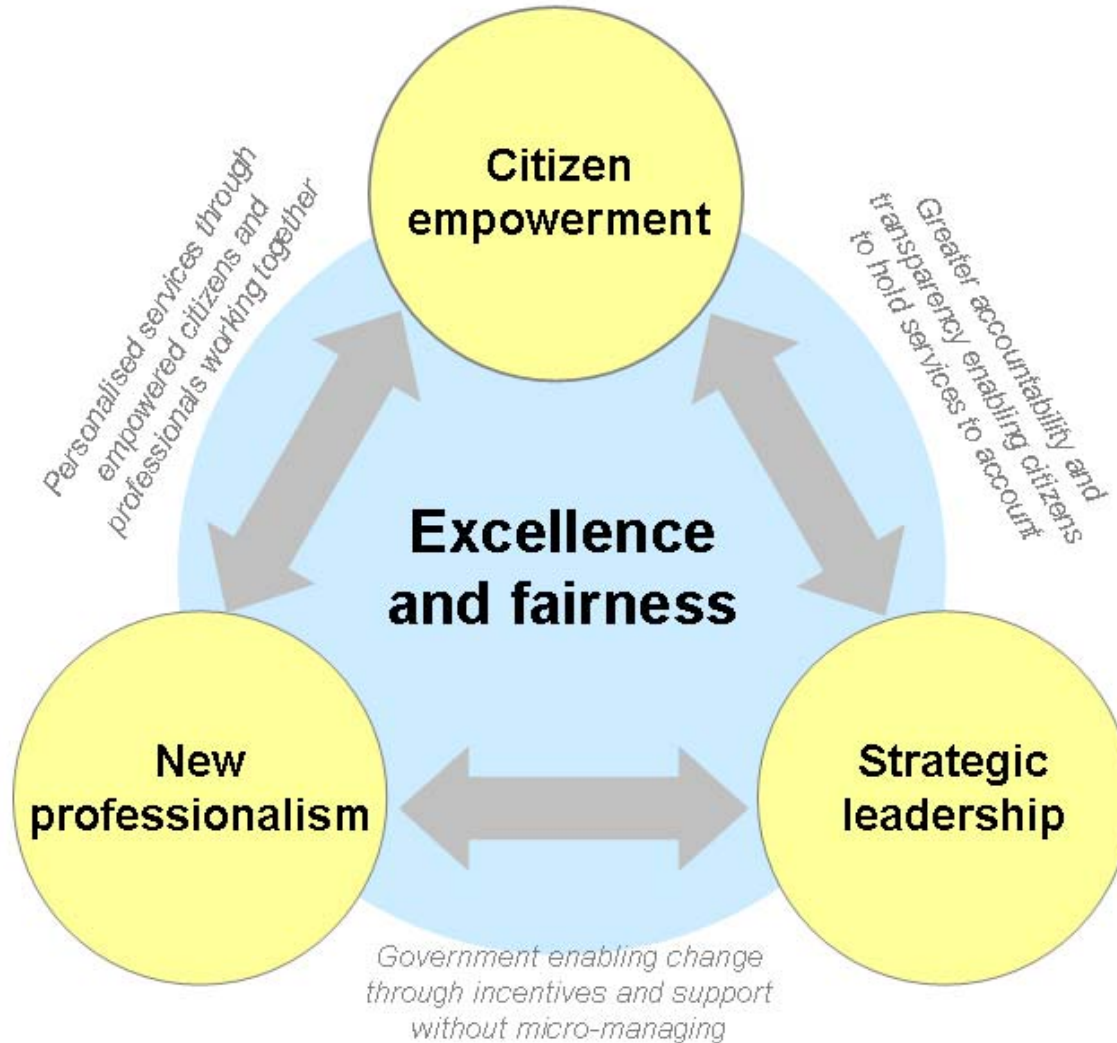 Citizen
empowerment
Personalised services through
empowered citizens and
professionals working together
Greater accountability and
transparency enabling citizens
to hold services to account
Excellence
and fairness
New
professionalism
Strategic
leadership
Government enabling change
through incentives and support
without micro-managing